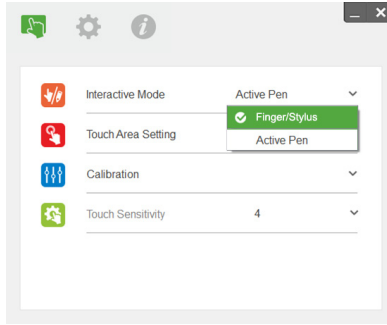 Interactive Mode Active Pen
Finger/Stylus
Touch Area Setting
Active Pen
Calibration
Touch Sensitivity 4